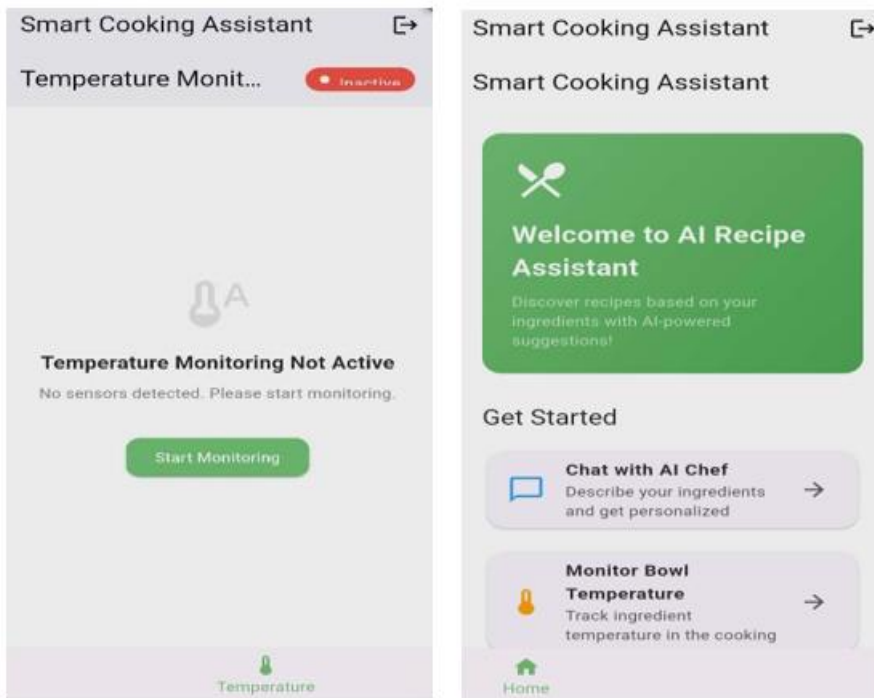 Smart Cooking Assistant
Temperature Monit...
Inactive
A
Temperature Monitoring Not Active
No sensors detected. Please start monitoring.
Start Monitoring
Temperature
Smart Cooking Assistant
Smart Cooking Assistant
Welcome to AI Recipe
Assistant
Discover recipes based on your
ingredients with AI-powered
suggestions!
Get Started
Chat with AI Chef
Describe your ingredients
and get personalized
Monitor Bowl
Temperature
Track ingredient
temperature in the cooking
Home